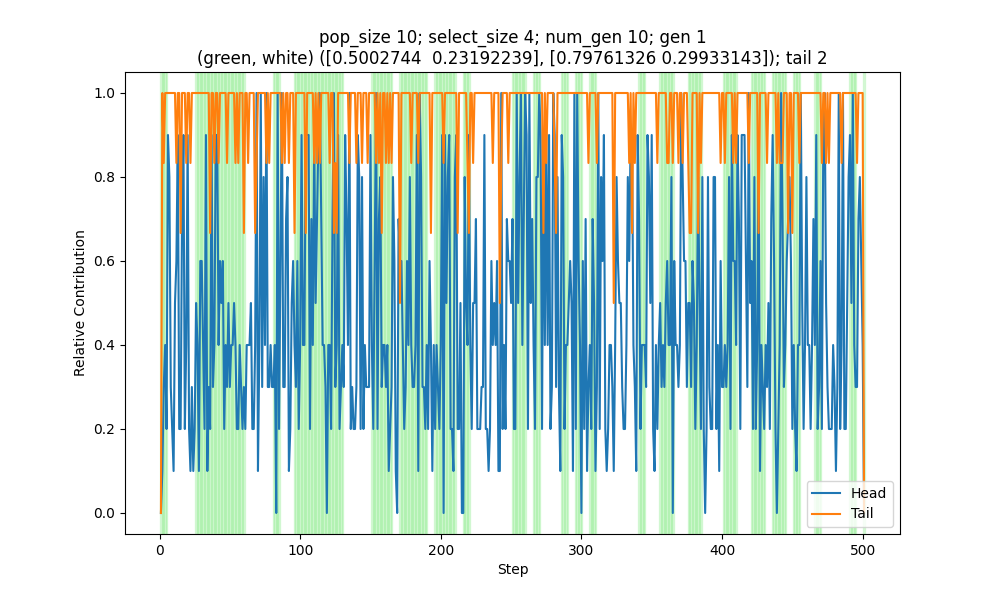 pop_size 10; select_size 4; num_gen 10; gen 1
(green, white) ([0.5002744  0.23192239], [0.79761326 0.29933143]); tail 2
Relative Contribution
1.0
0.8
0.6
0.4
0.2
0.0
0
100
200
300
400
500
Step
Head
Tail